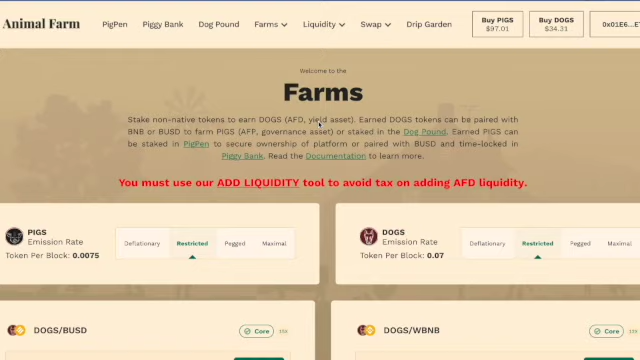 Animal Farm
PigPen
Piggy Bank
Dog Pound
Farms
Liquidity
Swap
Drip Garden
Buy PIGS
$97.01
Buy DOGS
$34.31
0x01E6...E
Welcome to the
Farms
Stake non-native tokens to earn DOGS (AFD, yield asset). Earned DOGS tokens can be paired with
BNB or BUSD to farm PIGS (AFP, governance asset) or staked in the Dog Pound. Earned PIGS can
be staked in PigPen to secure ownership of platform or paired with BUSD and time-locked in
Piggy Bank. Read the Documentation to learn more.
You must use our ADD LIQUIDITY tool to avoid tax on adding AFD liquidity.
PIGS
Emission Rate
Token Per Block: 0.0075
Deflationary
Restricted
Pegged
Maximal
DOGS
Emission Rate
Token Per Block: 0.07
Deflationary
Restricted
Pegged
Maximal
DOGS/BUSD
Core
DOGS/WBNB
Core